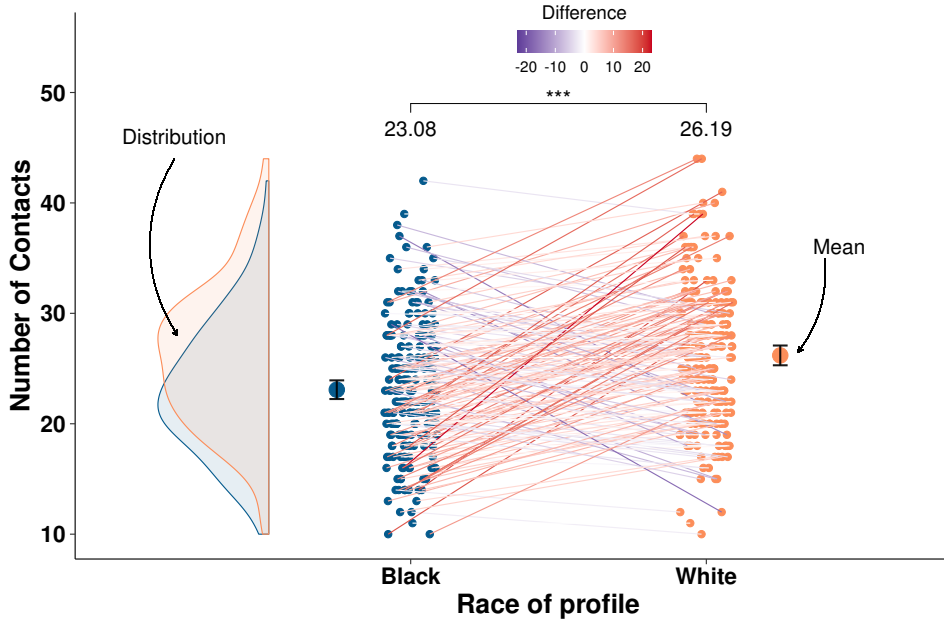 Difference
-20 -10 0 10 20
***
23.08 26.19
Distribution
Mean
50
40
30
20
10
Number of Contacts
Black White
Race of profile